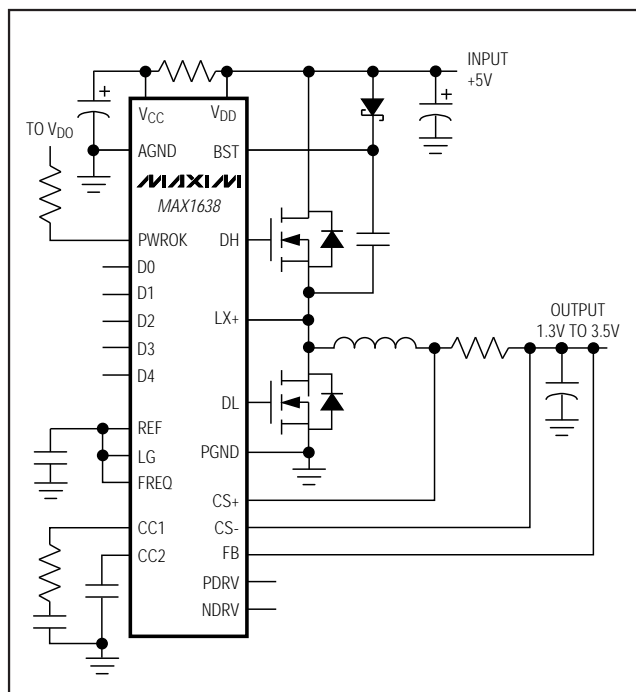 INPUT
+5V
+
+
VCC
VDD
TO VDO
AGND
BST
MAXIM
MAX1638
PWROK
DH
D0
D1
D2
LX+
D3
D4
OUTPUT
1.3V TO 3.5V
DL
REF
LG
PGND
FREQ
CS+
CC1
CS-
CC2
FB
PDRV
NDRV